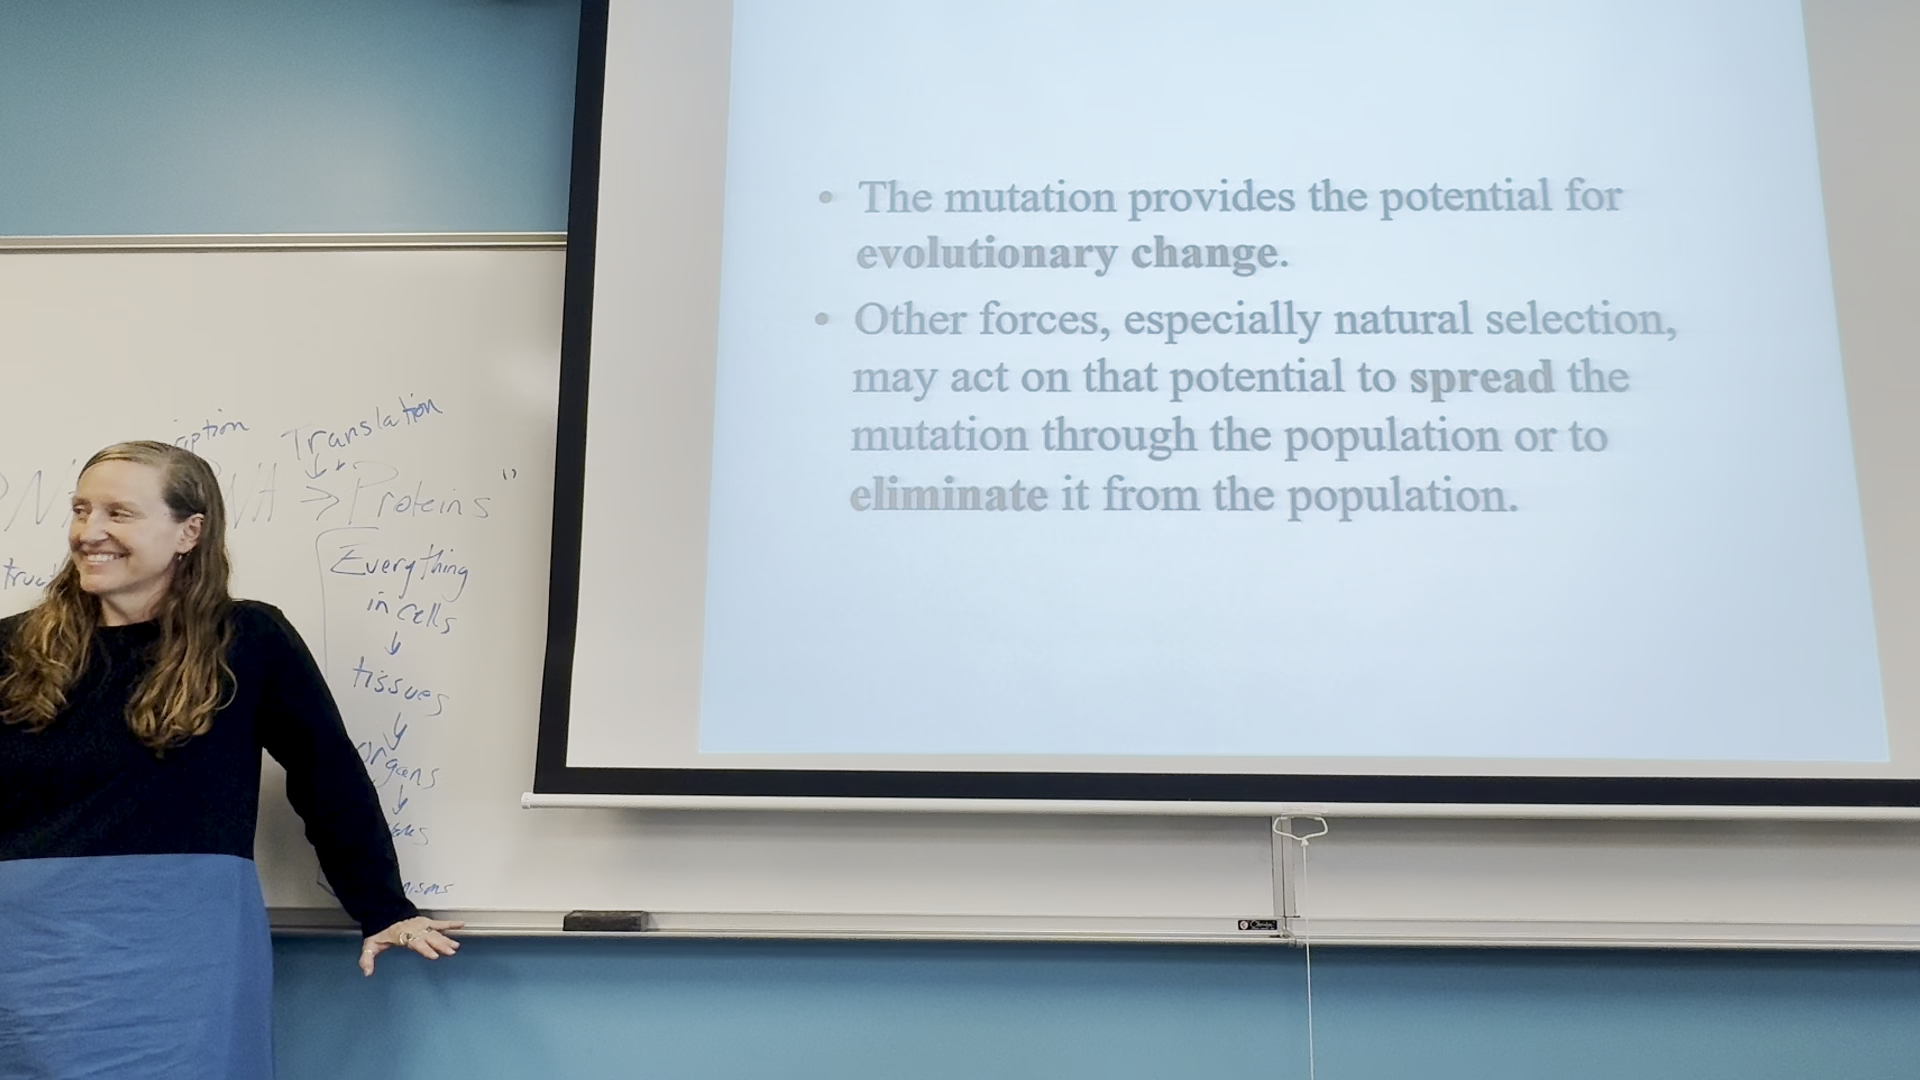 The mutation provides the potential for
evolutionary change.
Other forces, especially natural selection,
may act on that potential to spread the
mutation through the population or to
eliminate it from the population.
Translation
Proteins"
Everything
in cells
tissues
organs